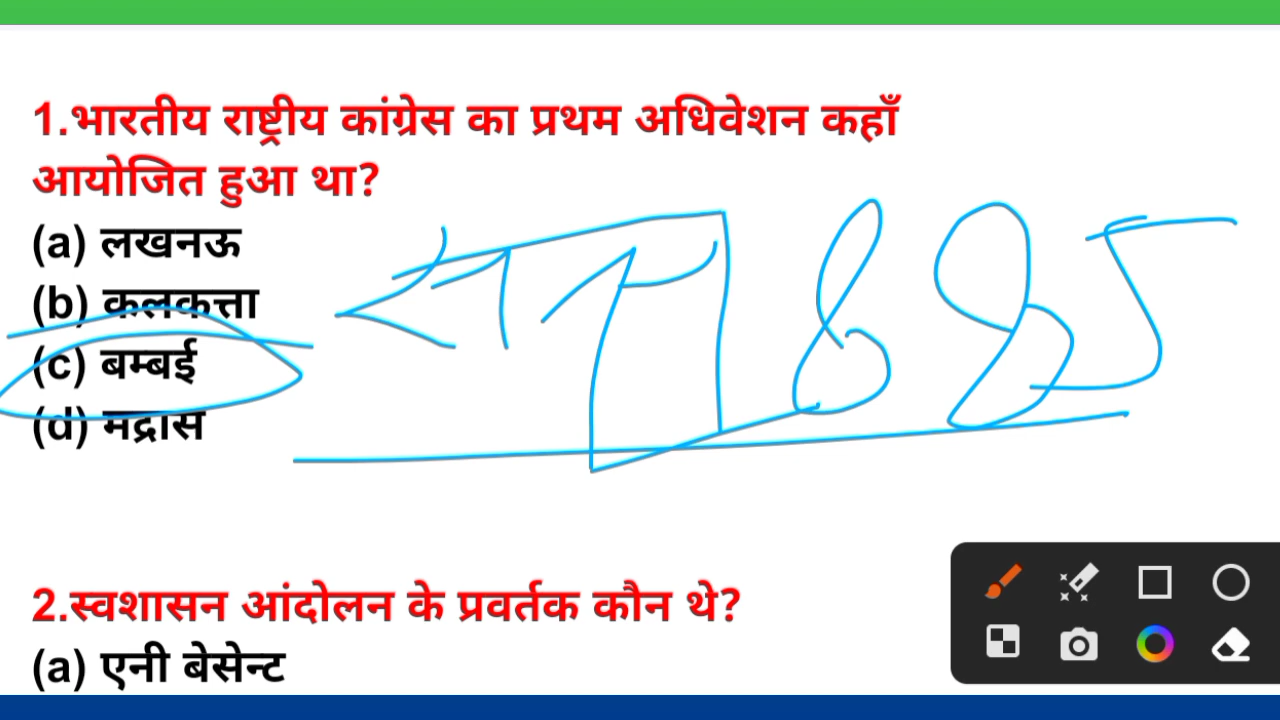 1.भारतीय राष्ट्रीय कांग्रेस का प्रथम अधिवेशन कहाँ
आयोजित हुआ था?
(a) लखनऊ
(b) कलकत्ता
(c) बम्बई
(d) मद्रास
2.स्वशासन आंदोलन के प्रवर्तक कौन थे?
(a) एनी बेसेन्ट